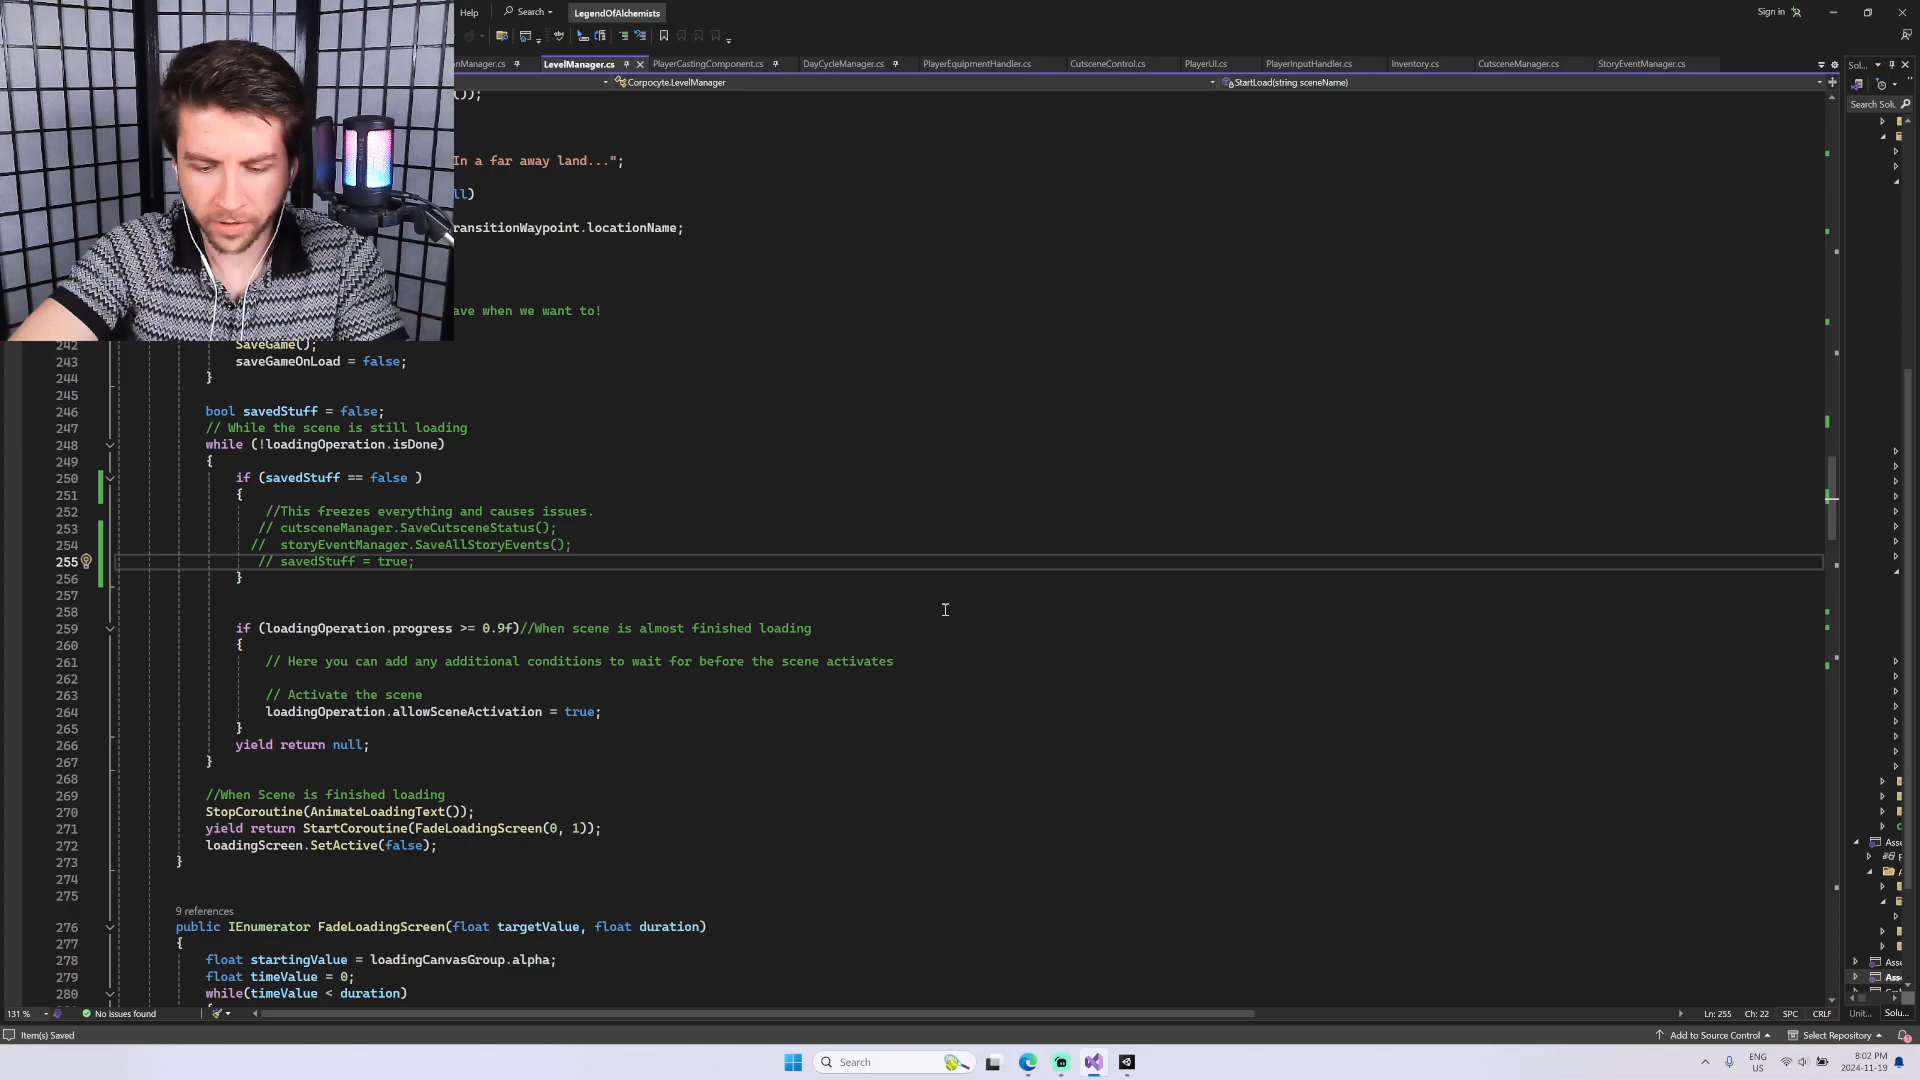 Help
Search
LegendOfAlchemists
Sign in
nManager.cs
LevelManager.cs
PlayerCastingComponent.cs
DayCycleManager.cs
PlayerEquipmentHandler.cs
CutsceneControl.cs
PlayerUI.cs
PlayerInputHandler.cs
Inventory.cs
CutsceneManager.cs
StoryEventManager.cs
Sol...
Corpocyte.LevelManager
StartLoad(string sceneName)
Search Solu
());
In a far away land...";
ll)
ransitionWaypoint.locationName;
ave when we want to!
242 SaveGame();
243 saveGameOnLoad = false;
244 }
245
246 bool savedStuff = false;
247 // While the scene is still loading
248 while (!loadingOperation.isDone)
249 {
250 if (savedStuff == false )
251 {
252 //This freezes everything and causes issues.
253 // cutsceneManager.SaveCutsceneStatus();
254 // storyEventManager.SaveAllStoryEvents();
255 // savedStuff = true;
256 }
257
258
259 if (loadingOperation.progress >= 0.9f)//When scene is almost finished loading
260 {
261 // Here you can add any additional conditions to wait for before the scene activates
262
263 // Activate the scene
264 loadingOperation.allowSceneActivation = true;
265 }
266 yield return null;
267 }
268
269 //When Scene is finished loading
270 StopCoroutine(AnimateLoadingText());
271 yield return StartCoroutine(FadeLoadingScreen(0, 1));
272 loadingScreen.SetActive(false);
273 }
274
275
9 references
276 public IEnumerator FadeLoadingScreen(float targetValue, float duration)
277 {
278 float startingValue = loadingCanvasGroup.alpha;
279 float timeValue = 0;
280 while(timeValue < duration)
Asse
Asse
Asse
131 %
No issues found
Ln: 255
Ch: 22
SPC
CRLF
Unit...
Solu...
Item(s) Saved
Add to Source Control
Select Repository
Search
ENG
US
8:02 PM
2024-11-19